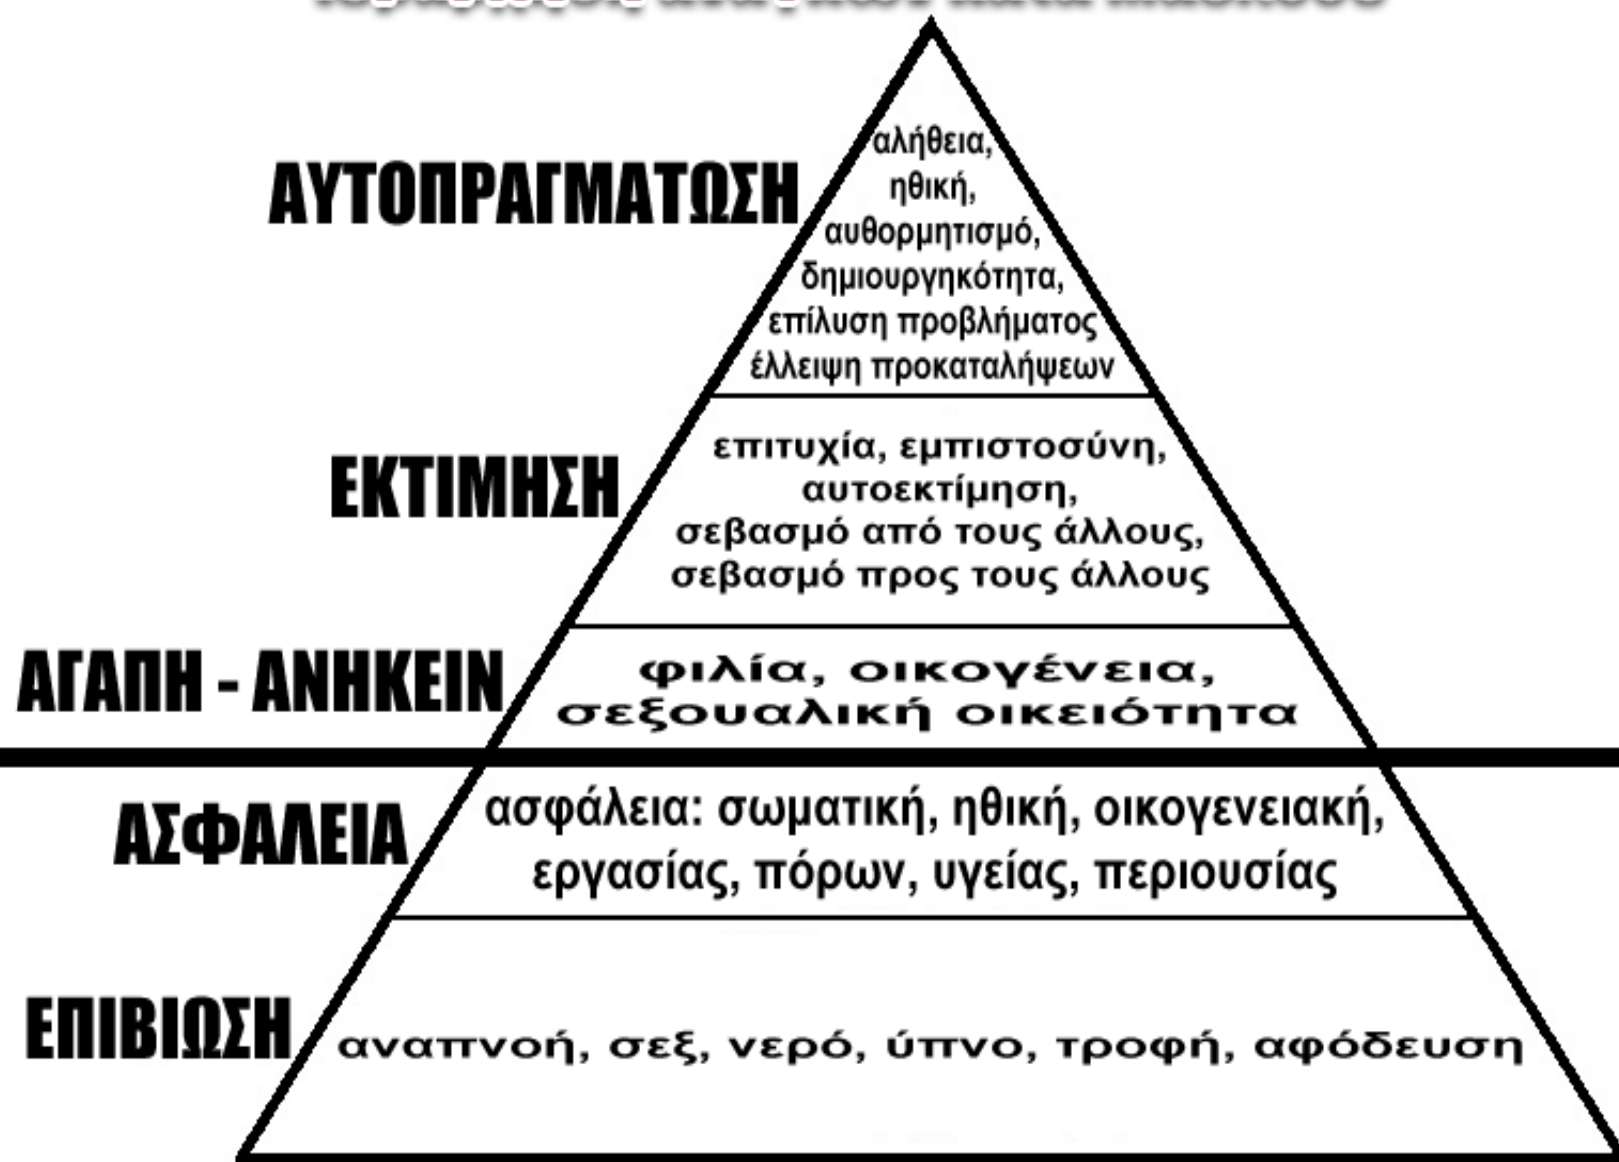 ΑΥΤΟΠΡΑΓΜΑΤΩΣΗ
αλήθεια,
ηθική,
αυθορμητισμό,
δημιουργηκότητα,
επίλυση προβλήματος
έλλειψη προκαταλήψεων
ΕΚΤΙΜΗΣΗ
επιτυχία, εμπιστοσύνη,
αυτοεκτίμηση,
σεβασμό από τους άλλους,
σεβασμό προς τους άλλους
ΑΓΑΠΗ - ΑΝΗΚΕΙΝ
φιλία, οικογένεια,
σεξουαλική οικειότητα
ΑΣΦΑΛΕΙΑ
ασφάλεια: σωματική, ηθική, οικογενειακή,
εργασίας, πόρων, υγείας, περιουσίας
ΕΠΙΒΙΩΣΗ
αναπνοή, σεξ, νερό, ύπνο, τροφή, αφόδευση